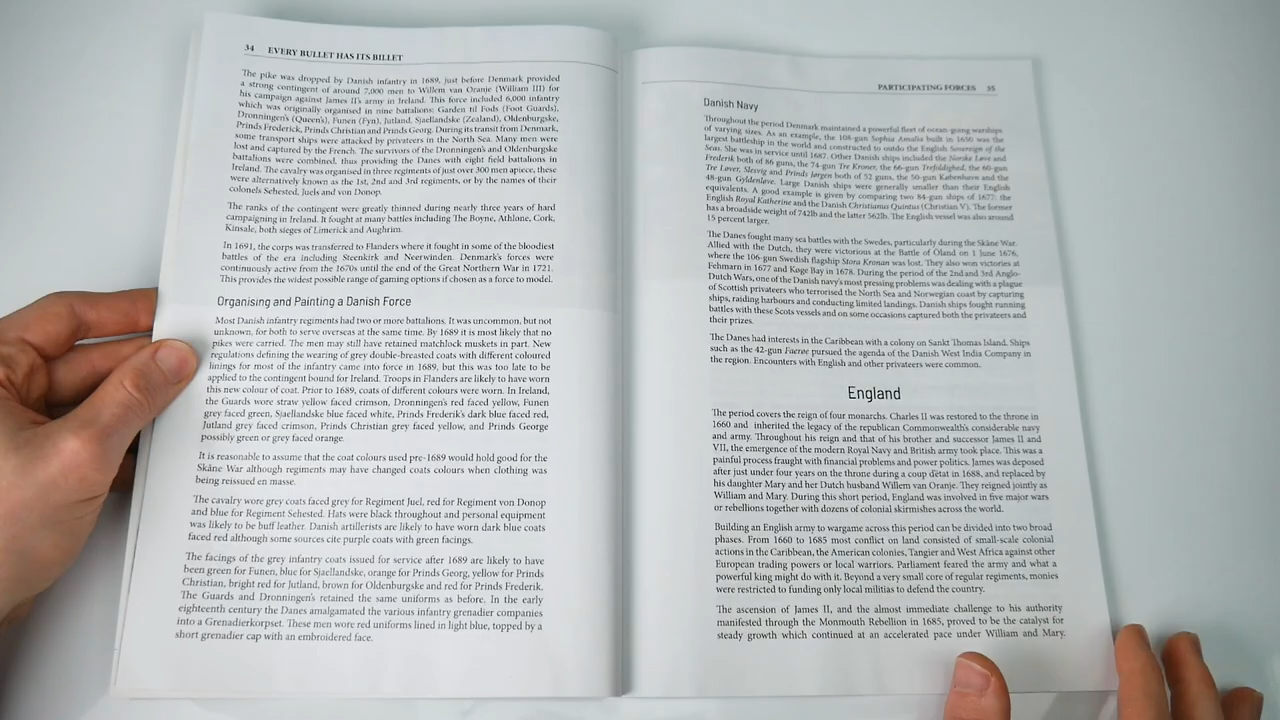 34 EVERY BULLET HAS ITS BILLET
The pike was dropped by Danish infantry in 1689, just before Denmark provided
a strong contingent of around 7,000 men to Willem van Oranje (William III) for
his campaign against James II's army in Ireland. This force included 6,000 infantry
which was originally organised in nine battalions: Garden til Fods (Foot Guards),
Dronningen's (Queen's), Funen (Fyn), Jutland, Sjaellandske (Zealand), Oldenburgske,
Prinds Frederick, Prinds Christian and Prinds Georg. During its transit from Denmark,
some transport ships were attacked by privateers in the North Sea. Many men were
lost and captured by the French. The survivors of the Dronningen's and Oldenburgske
battalions were combined, thus providing the Danes with eight field battalions in
Ireland. The cavalry was organised in three regiments of just over 300 men apiece, these
were alternatively known as the 1st, 2nd and 3rd regiments, or by the names of their
colonels Sehested, Juels and von Donop.
The ranks of the contingent were greatly thinned during nearly three years of hard
campaigning in Ireland. It fought at many battles including The Boyne, Athlone, Cork,
Kinsale, both sieges of Limerick and Aughrim.
In 1691, the corps was transferred to Flanders where it fought in some of the bloodiest
battles of the era including Steenkirk and Neerwinden. Denmark's forces were
continuously active from the 1670s until the end of the Great Northern War in 1721.
This provides the widest possible range of gaming options if chosen as a force to model.
Organising and Painting a Danish Force
Most Danish infantry regiments had two or more battalions. It was uncommon, but not
unknown, for both to serve overseas at the same time. By 1689 it is most likely that no
pikes were carried. The men may still have retained matchlock muskets in part. New
regulations defining the wearing of grey double-breasted coats with different coloured
linings for most of the infantry came into force in 1689, but this was too late to be
applied to the contingent bound for Ireland. Troops in Flanders are likely to have worn
this new colour of coat. Prior to 1689, coats of different colours were worn. In Ireland,
the Guards wore straw yellow faced crimson, Dronningen's red faced yellow, Funen
grey faced green, Sjaellandske blue faced white, Prinds Frederik's dark blue faced red,
Jutland grey faced crimson, Prinds Christian grey faced yellow, and Prinds George
possibly green or grey faced orange.
It is reasonable to assume that the coat colours used pre-1689 would hold good for the
Skåne War although regiments may have changed coats colours when clothing was
being reissued en masse.
The cavalry wore grey coats faced grey for Regiment Juel, red for Regiment von Donop
and blue for Regiment Sehested. Hats were black throughout and personal equipment
was likely to be buff leather. Danish artillerists are likely to have worn dark blue coats
faced red although some sources cite purple coats with green facings.
The facings of the grey infantry coats issued for service after 1689 are likely to have
been green for Funen, blue for Sjaellandske, orange for Prinds Georg, yellow for Prinds
Christian, bright red for Jutland, brown for Oldenburgske and red for Prinds Frederik.
The Guards and Dronningen's retained the same uniforms as before. In the early
eighteenth century the Danes amalgamated the various infantry grenadier companies
into a Grenadierkorpset. These men wore red uniforms lined in light blue, topped by a
short grenadier cap with an embroidered face.
PARTICIPATING FORCES 35
Danish Navy
Throughout the period Denmark maintained a powerful fleet of ocean-going warships
of varying sizes. As an example, the 108-gun Sophia Amalia built in 1650 was the
largest battleship in the world and constructed to outdo the English Sovereign of the
Seas. She was in service until 1687. Other Danish ships included the Norske Løve and
Frederik both of 86 guns, the 74-gun Tre Kroner, the 66-gun Trefoldighed, the 60-gun
Tre Løver, Slesvig and Prinds Jørgen both of 52 guns, the 50-gun København and the
48-gun Gyldenløve. Large Danish ships were generally smaller than their English
equivalents. A good example is given by comparing two 84-gun ships of 1677; the
English Royal Katherine and the Danish Christianus Quintus (Christian V). The former
has a broadside weight of 742lb and the latter 562lb. The English vessel was also around
15 percent larger.
The Danes fought many sea battles with the Swedes, particularly during the Skåne War.
Allied with the Dutch, they were victorious at the Battle of Öland on 1 June 1676,
where the 106-gun Swedish flagship Stora Kronan was lost. They also won victories at
Fehmarn in 1677 and Køge Bay in 1678. During the period of the 2nd and 3rd Anglo-
Dutch Wars, one of the Danish navy's most pressing problems was dealing with a plague
of Scottish privateers who terrorised the North Sea and Norwegian coast by capturing
ships, raiding harbours and conducting limited landings. Danish ships fought running
battles with these Scots vessels and on some occasions captured both the privateers and
their prizes.
The Danes had interests in the Caribbean with a colony on Sankt Thomas Island. Ships
such as the 42-gun Faeroe pursued the agenda of the Danish West India Company in
the region. Encounters with English and other privateers were common.
England
The period covers the reign of four monarchs. Charles II was restored to the throne in
1660 and inherited the legacy of the republican Commonwealth's considerable navy
and army. Throughout his reign and that of his brother and successor James II and
VII, the emergence of the modern Royal Navy and British army took place. This was a
painful process fraught with financial problems and power politics. James was deposed
after just under four years on the throne during a coup d'état in 1688, and replaced by
his daughter Mary and her Dutch husband Willem van Oranje. They reigned jointly as
William and Mary. During this short period, England was involved in five major wars
or rebellions together with dozens of colonial skirmishes across the world.
Building an English army to wargame across this period can be divided into two broad
phases. From 1660 to 1685 most conflict on land consisted of small-scale colonial
actions in the Caribbean, the American colonies, Tangier and West Africa against other
European trading powers or local warriors. Parliament feared the army and what a
powerful king might do with it. Beyond a very small core of regular regiments, monies
were restricted to funding only local militias to defend the country.
The ascension of James II, and the almost immediate challenge to his authority
manifested through the Monmouth Rebellion in 1685, proved to be the catalyst for
steady growth which continued at an accelerated pace under William and Mary.